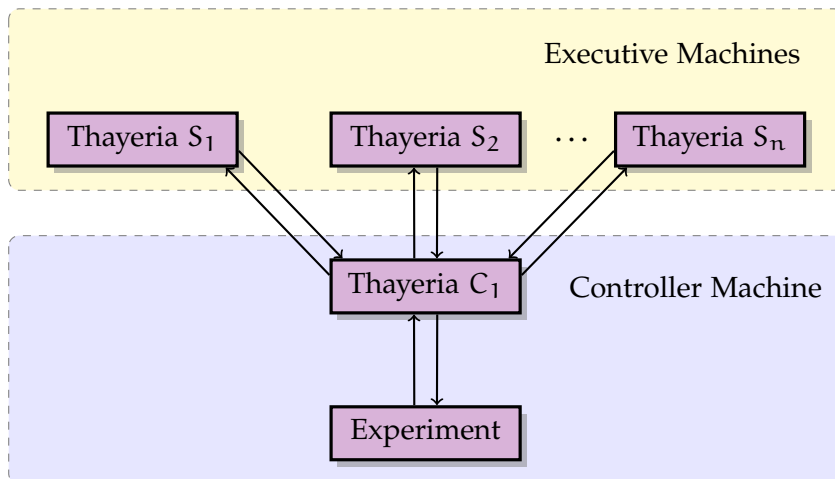 Executive Machines
Thayeria S₁
Thayeria S₂
...
Thayeria Sₙ
Thayeria C₁
Controller Machine
Experiment